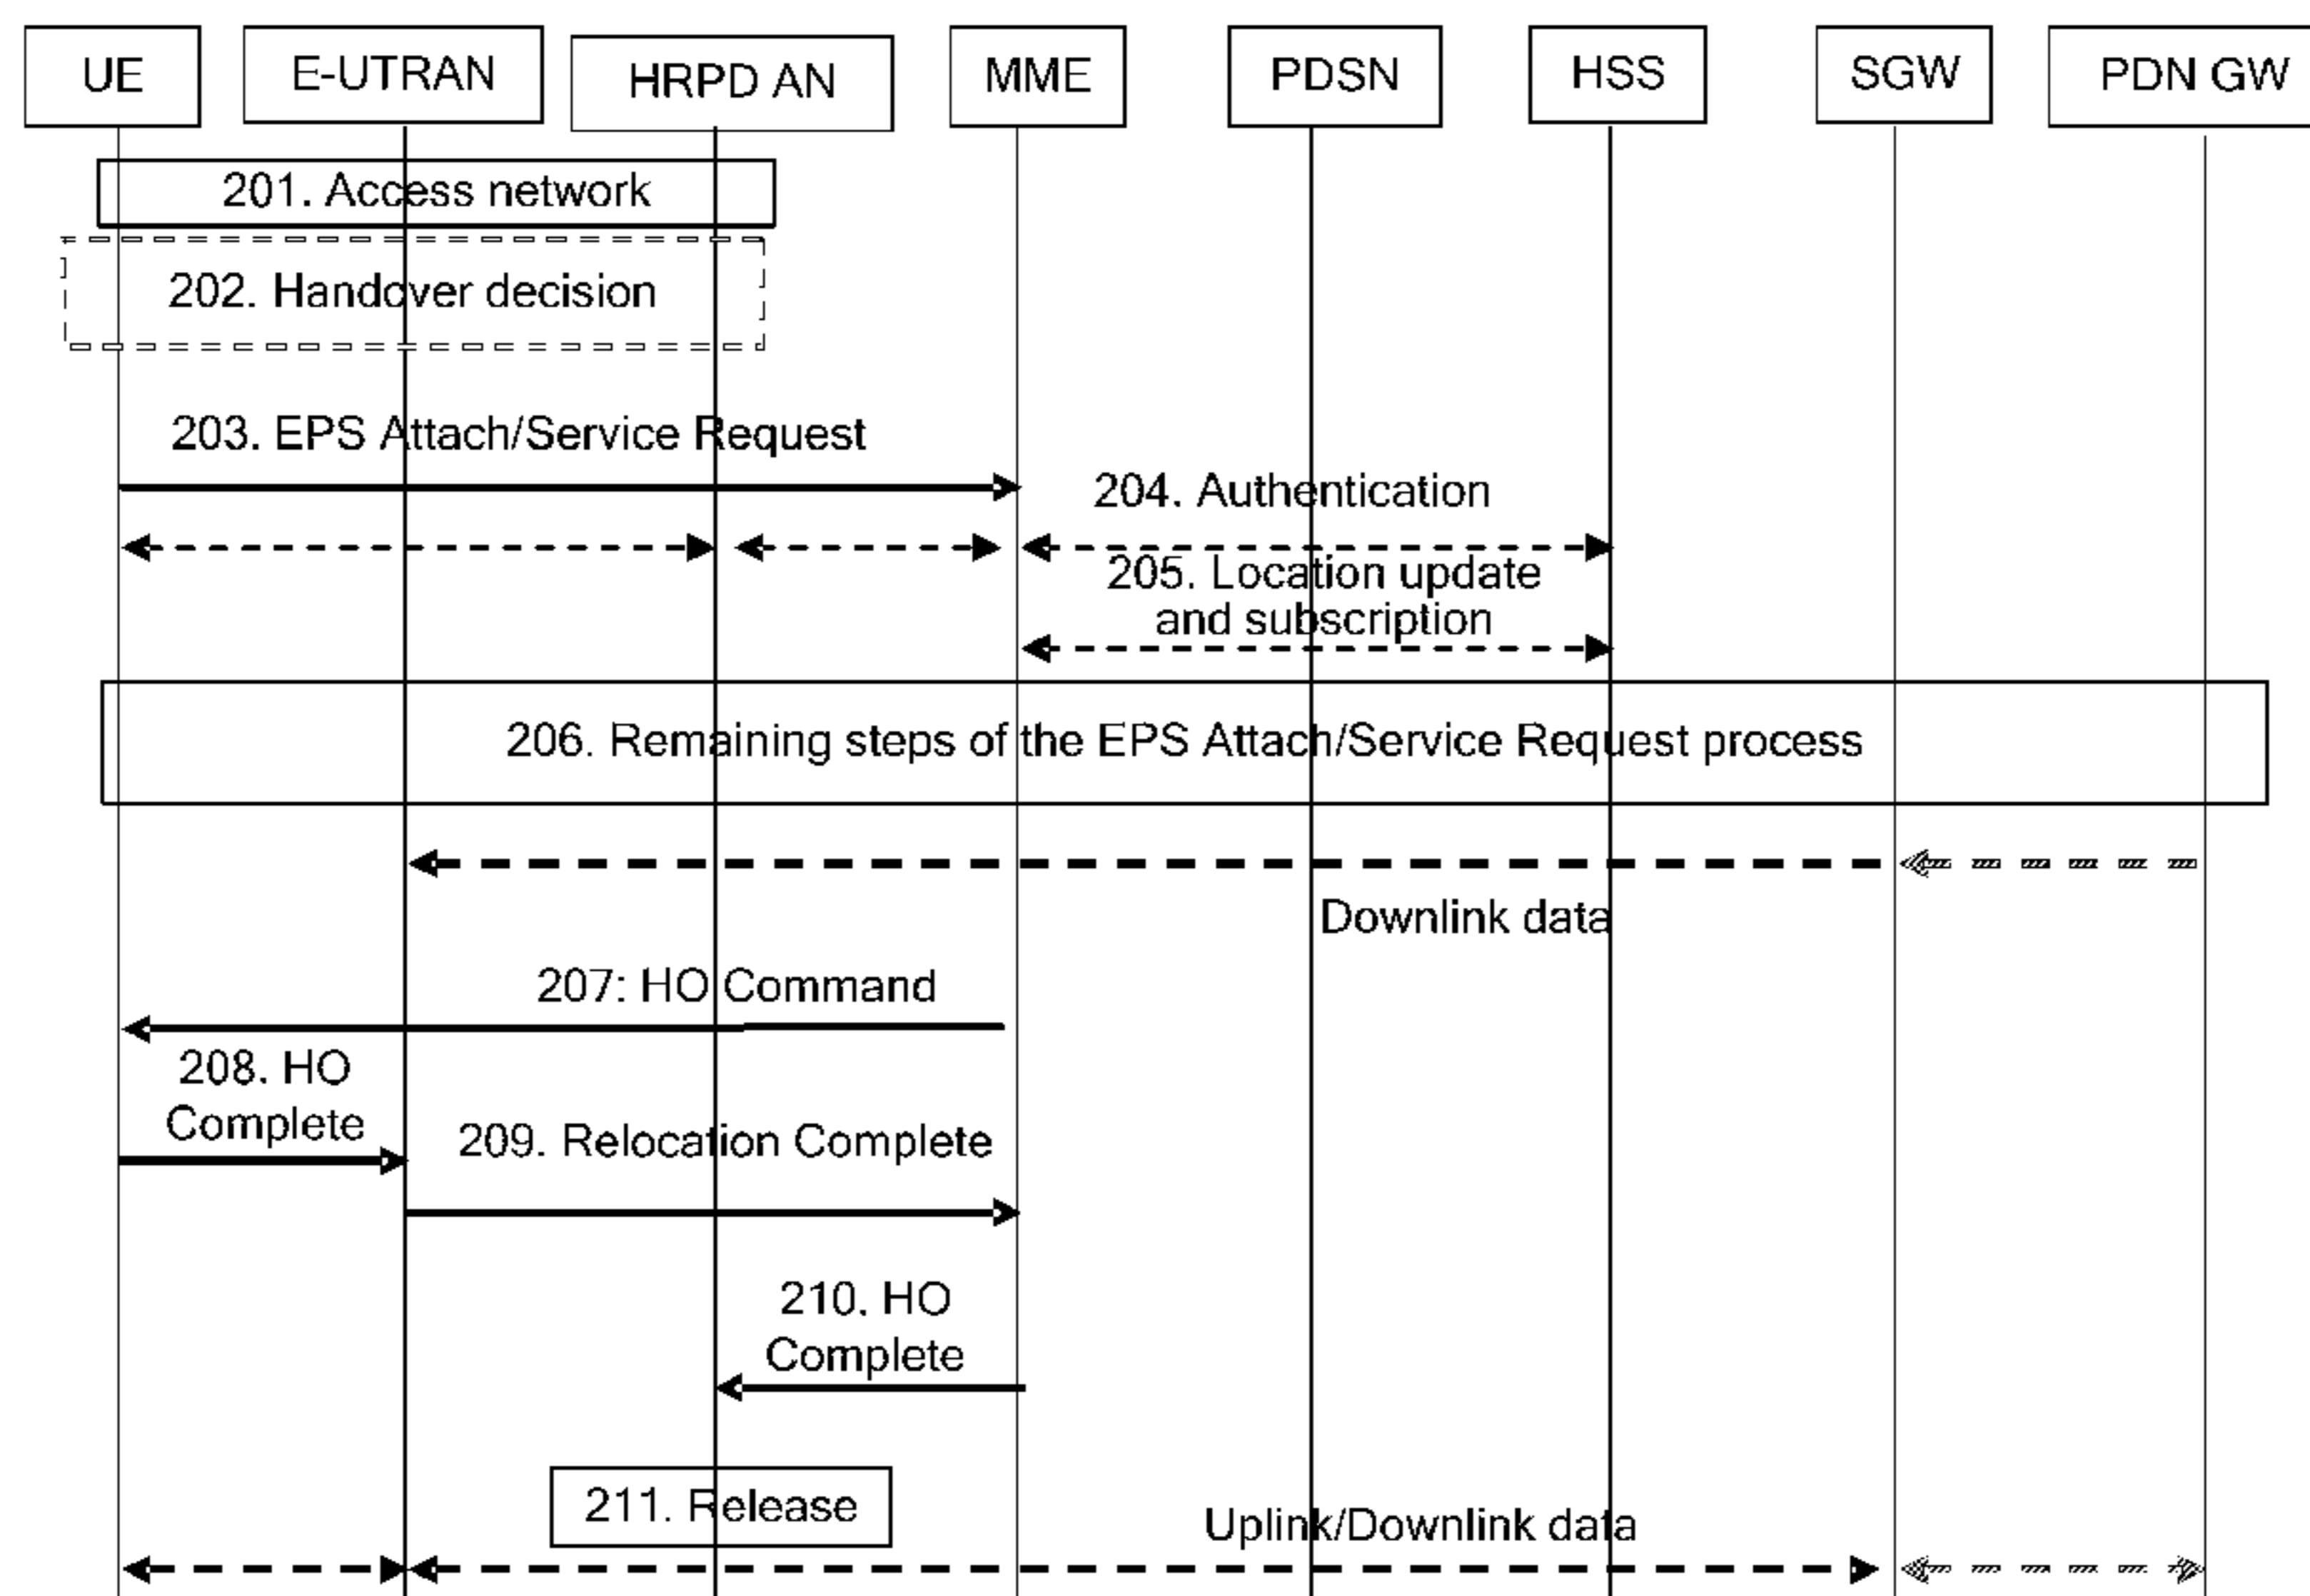 UE
E-UTRAN
HRPD AN
MME
PDSN
HSS
SGW
PDN GW
201. Access network
202. Handover decision
203. EPS Attach/Service Request
204. Authentication
205. Location update
and subscription
206. Remaining steps of the EPS Attach/Service Request process
Downlink data
207: HO Command
208. HO
Complete
209. Relocation Complete
210. HO
Complete
211. Release
Uplink/Downlink data